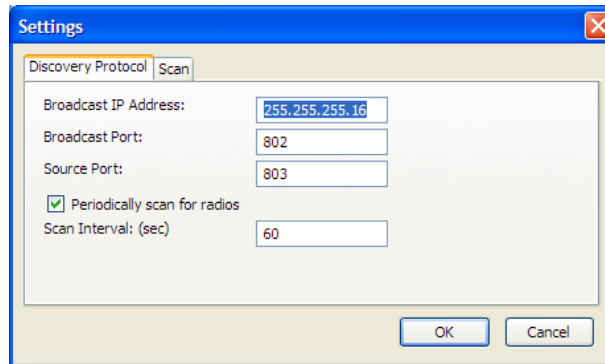 Settings
Discovery Protocol Scan
Broadcast IP Address: 255.255.255.16
Broadcast Port: 802
Source Port: 803
Periodically scan for radios
Scan Interval: (sec) 60
OK Cancel